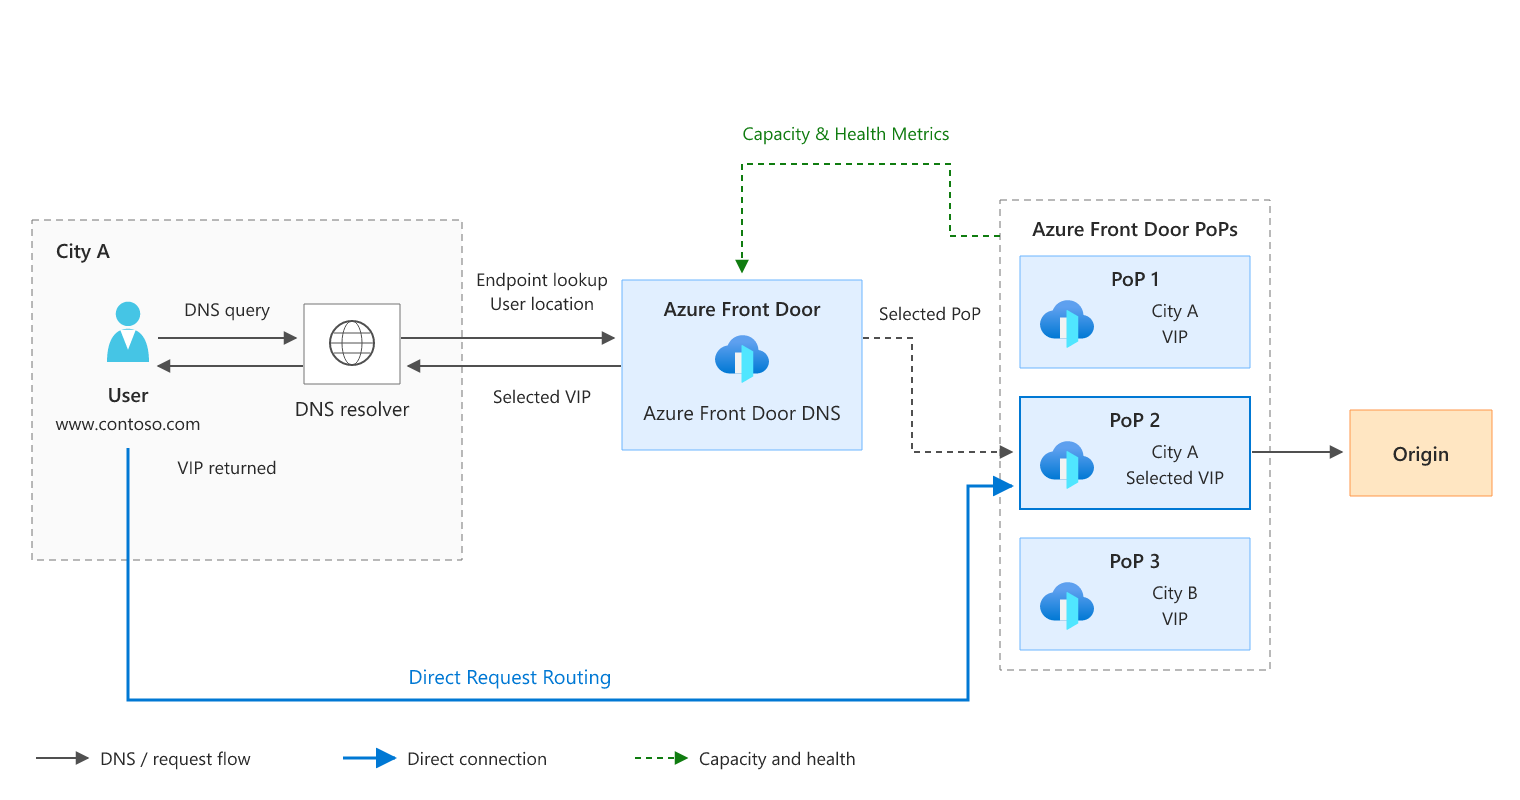 Capacity & Health Metrics
City A
DNS query
User
www.contoso.com
VIP returned
DNS resolver
Endpoint lookup
User location
Selected VIP
Azure Front Door
Azure Front Door DNS
Selected PoP
Azure Front Door PoPs
PoP 1
City A
VIP
PoP 2
City A
Selected VIP
PoP 3
City B
VIP
Origin
Direct Request Routing
DNS / request flow
Direct connection
Capacity and health